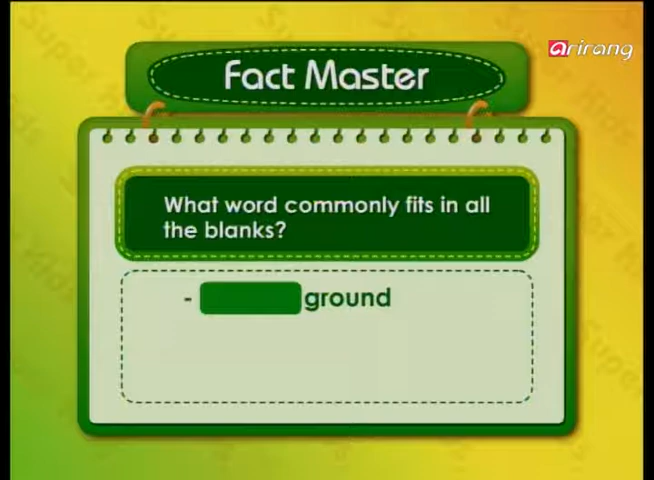 arirang
Fact Master
What word commonly fits in all
the blanks?
- ground